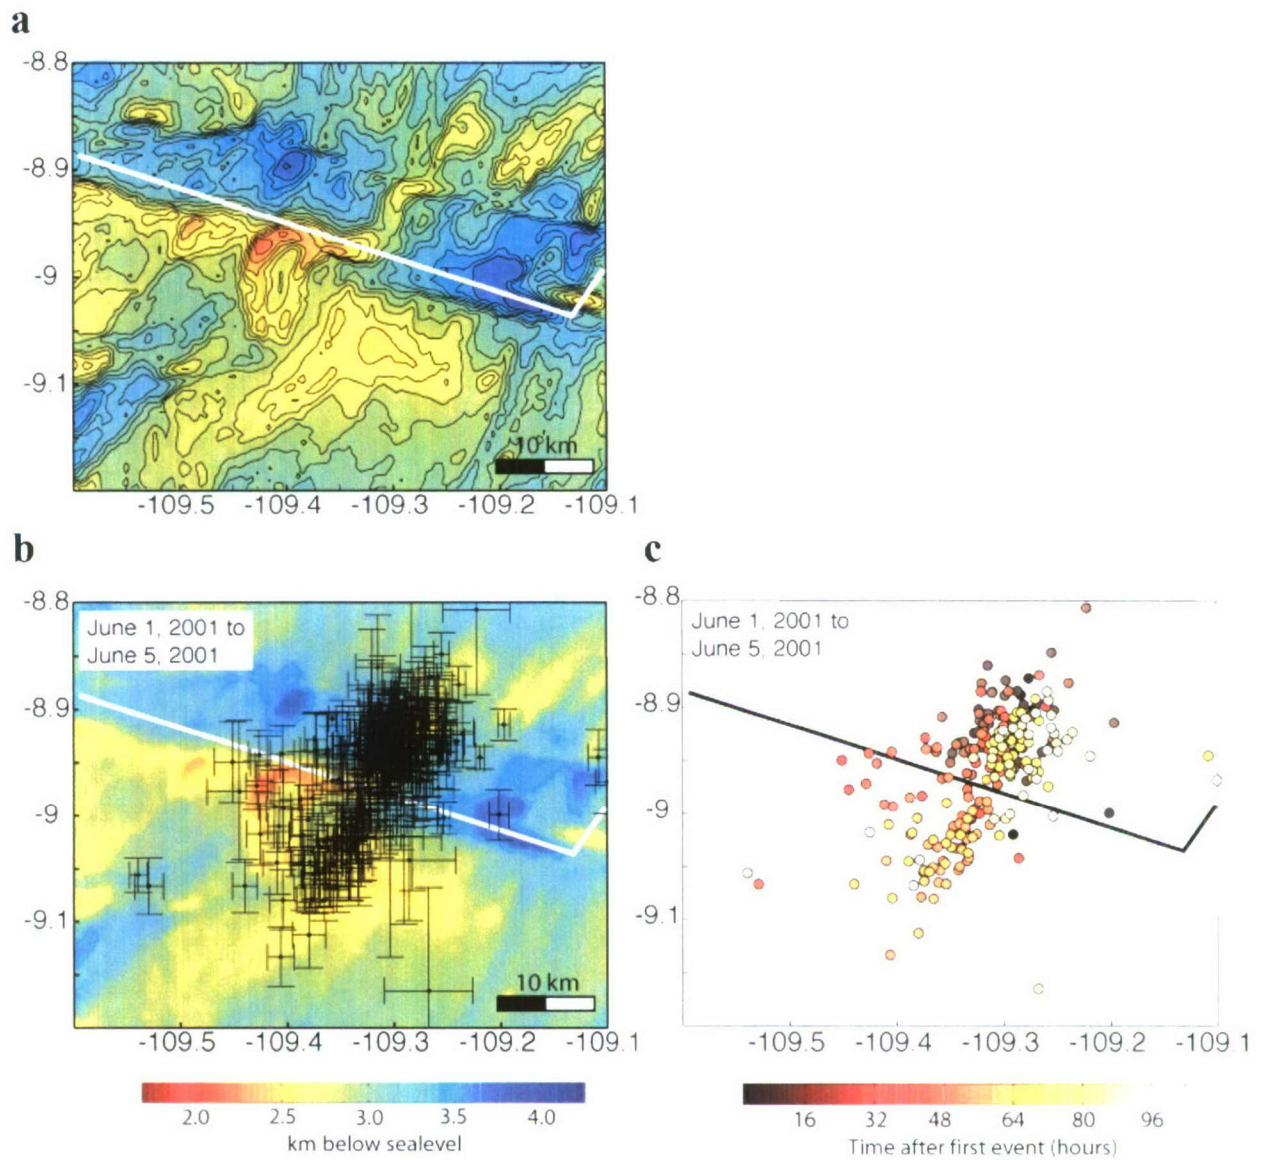 a
-8.8
-8.9
-9
-9.1
10 km
-109.5 -109.4 -109.3 -109.2 -109.1
b
-8.8
June 1, 2001 to
June 5, 2001
-8.9
-9
-9.1
10 km
-109.5 -109.4 -109.3 -109.2 -109.1
2.0 2.5 3.0 3.5 4.0
km below sealevel
c
-8.8
June 1, 2001 to
June 5, 2001
-8.9
-9
-9.1
-109.5 -109.4 -109.3 -109.2 -109.1
16 32 48 64 80 96
Time after first event (hours)